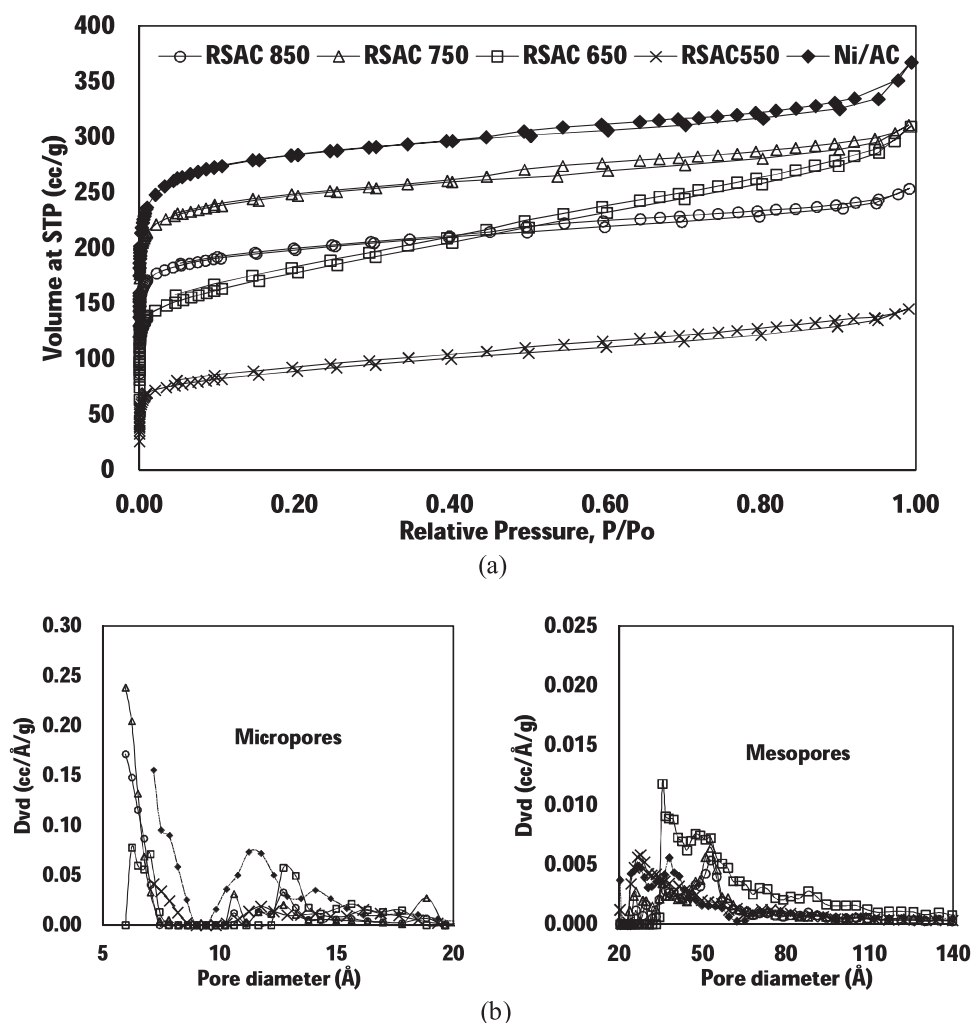 400
350
300
250
200
150
100
50
0
Volume at STP (cc/g)
RSAC 850 RSAC 750 RSAC 650 RSAC550 Ni/AC
0.00 0.20 0.40 0.60 0.80 1.00
Relative Pressure, P/Po
(a)
0.30
0.25
0.20
0.15
0.10
0.05
0.00
Dvd (cc/Å/g)
Micropores
5 10 15 20
Pore diameter (Å)
0.025
0.020
0.015
0.010
0.005
0.000
Dvd (cc/Å/g)
Mesopores
20 50 80 110 140
Pore diameter (Å)
(b)